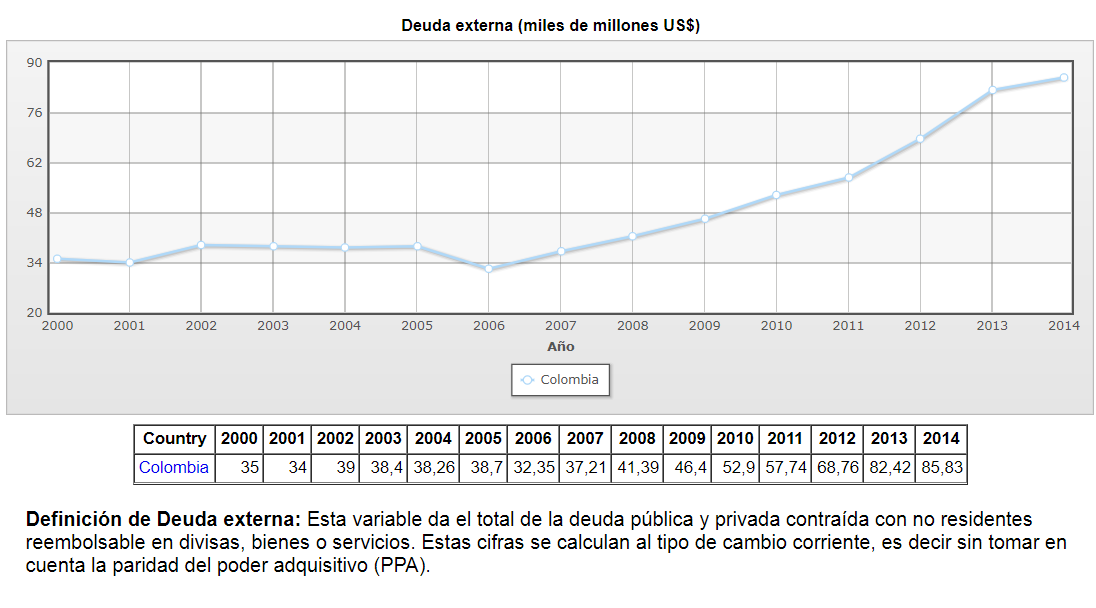 Deuda externa (miles de millones US$)
90
76
62
48
34
20
2000 2001 2002 2003 2004 2005 2006 2007 2008 2009 2010 2011 2012 2013 2014
Año
Colombia
Country 2000 2001 2002 2003 2004 2005 2006 2007 2008 2009 2010 2011 2012 2013 2014
Colombia 35 34 39 38,4 38,26 38,7 32,35 37,21 41,39 46,4 52,9 57,74 68,76 82,42 85,83
Definición de Deuda externa: Esta variable da el total de la deuda pública y privada contraída con no residentes
reembolsable en divisas, bienes o servicios. Estas cifras se calculan al tipo de cambio corriente, es decir sin tomar en
cuenta la paridad del poder adquisitivo (PPA).